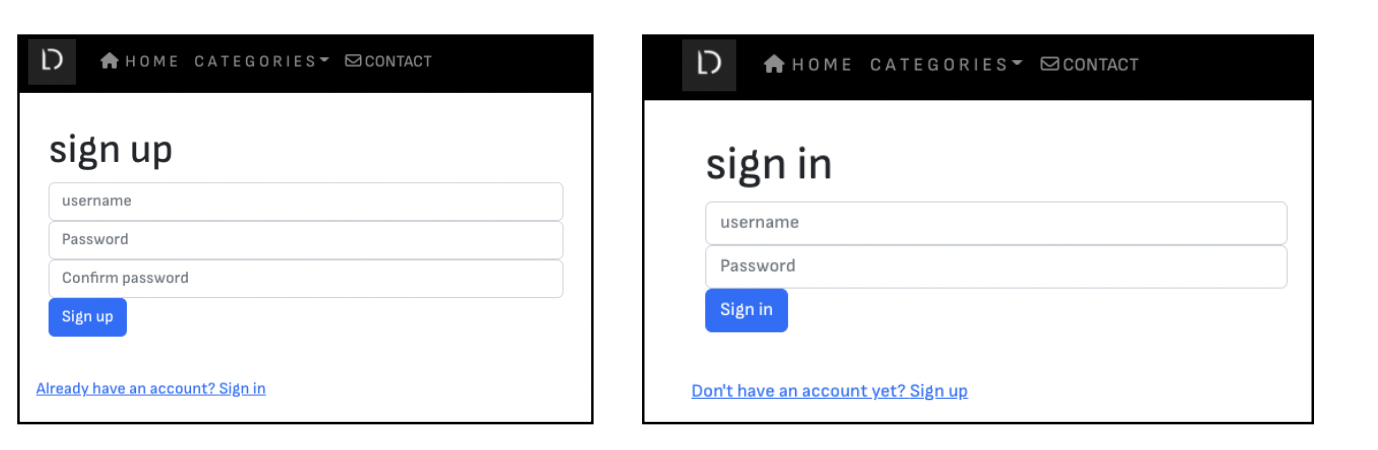 HOME CATEGORIES CONTACT
sign up
username
Password
Confirm password
Sign up
Already have an account? Sign in
HOME CATEGORIES CONTACT
sign in
username
Password
Sign in
Don't have an account yet? Sign up